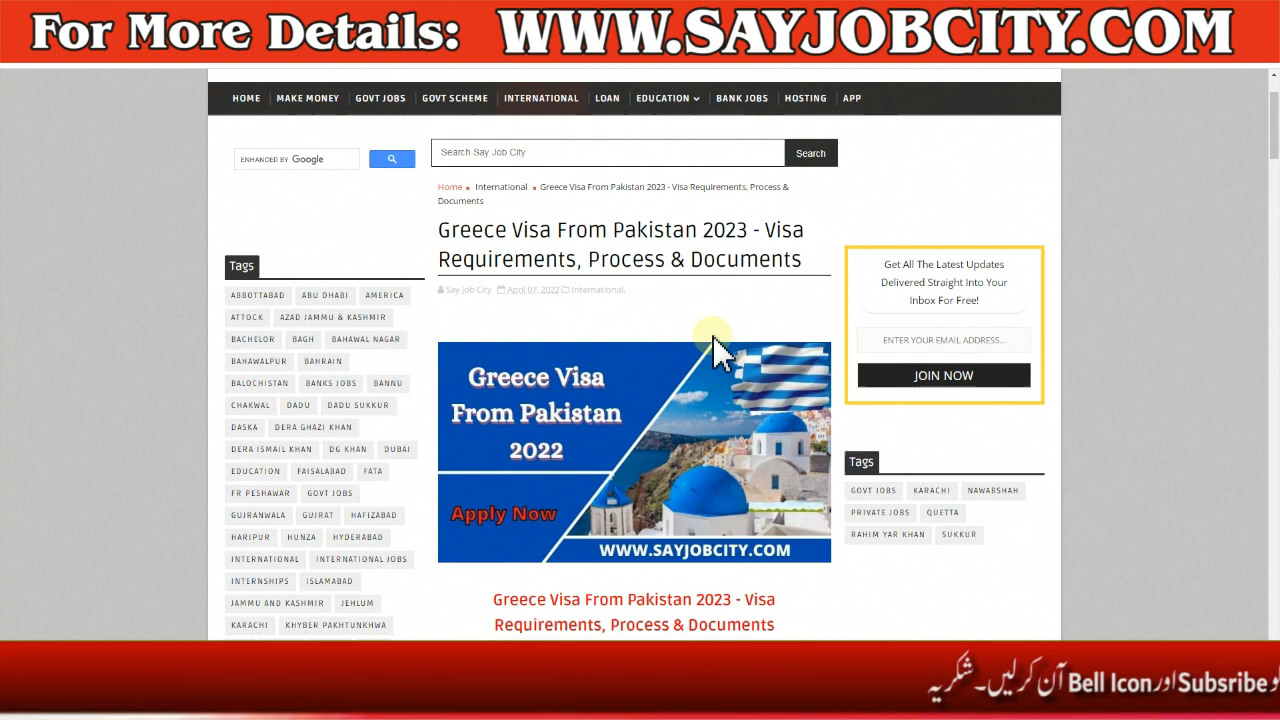 For More Details: WWW.SAYJOBCITY.COM
HOME MAKE MONEY GOVT JOBS GOVT SCHEME INTERNATIONAL LOAN EDUCATION BANK JOBS HOSTING APP
ENHANCED BY Google
Search Say Job City Search
Home International Greece Visa From Pakistan 2023 - Visa Requirements, Process &
Documents
Greece Visa From Pakistan 2023 - Visa
Requirements, Process & Documents
Say Job City April 07, 2022 International,
Tags
ABBOTTABAD ABU DHABI AMERICA
ATTOCK AZAD JAMMU & KASHMIR
BACHELOR BAGH BAHAWAL NAGAR
BAHAWALPUR BAHRAIN
BALOCHISTAN BANKS JOBS BANNU
CHAKWAL DADU DADU SUKKUR
DASKA DERA GHAZI KHAN
DERA ISMAIL KHAN DG KHAN DUBAI
EDUCATION FAISALABAD FATA
FR PESHAWAR GOVT JOBS
GUJRANWALA GUJRAT HAFIZABAD
HARIPUR HUNZA HYDERABAD
INTERNATIONAL INTERNATIONAL JOBS
INTERNSHIPS ISLAMABAD
JAMMU AND KASHMIR JEHLUM
KARACHI KHYBER PAKHTUNKHWA
Greece Visa
From Pakistan
2022
Apply Now
WWW.SAYJOBCITY.COM
Greece Visa From Pakistan 2023 - Visa
Requirements, Process & Documents
Get All The Latest Updates
Delivered Straight Into Your
Inbox For Free!
ENTER YOUR EMAIL ADDRESS...
JOIN NOW
Tags
GOVT JOBS KARACHI NAWABSHAH
PRIVATE JOBS QUETTA
RAHIM YAR KHAN SUKKUR
کو Subsribe اور Bell Icon آن کرلیں۔ شکریہ